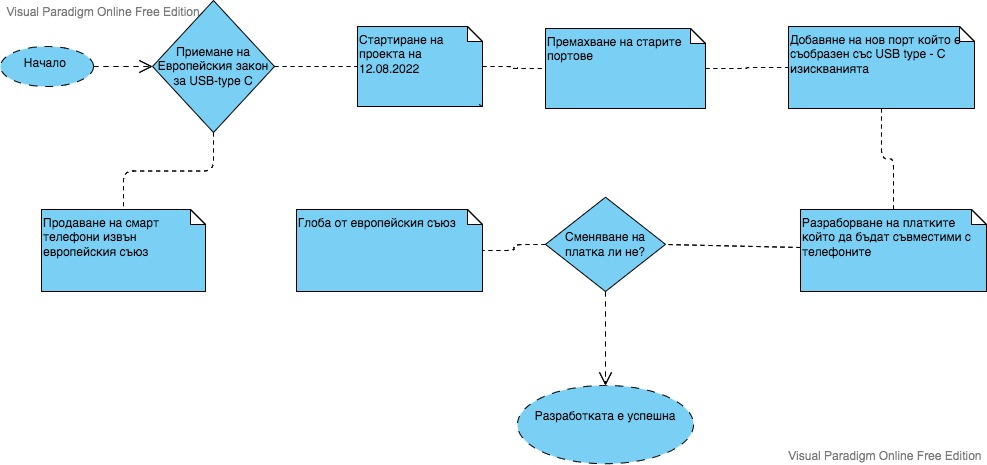 Visual Paradigm Online Free Edition
Начало
Приемане на
Европейския закон
за USB-type C
Стартиране на
проекта на
12.08.2022
Премахване на старите
портове
Добавяне на нов порт който е
съобразен със USB type - C
изискванията
Продаване на смарт
телефони извън
европейския съюз
Глоба от европейския съюз
Сменяване на
платка ли не?
Разраборване на платките
който да бъдат съвместими с
телефоните
Разработката е успешна
Visual Paradigm Online Free Edition